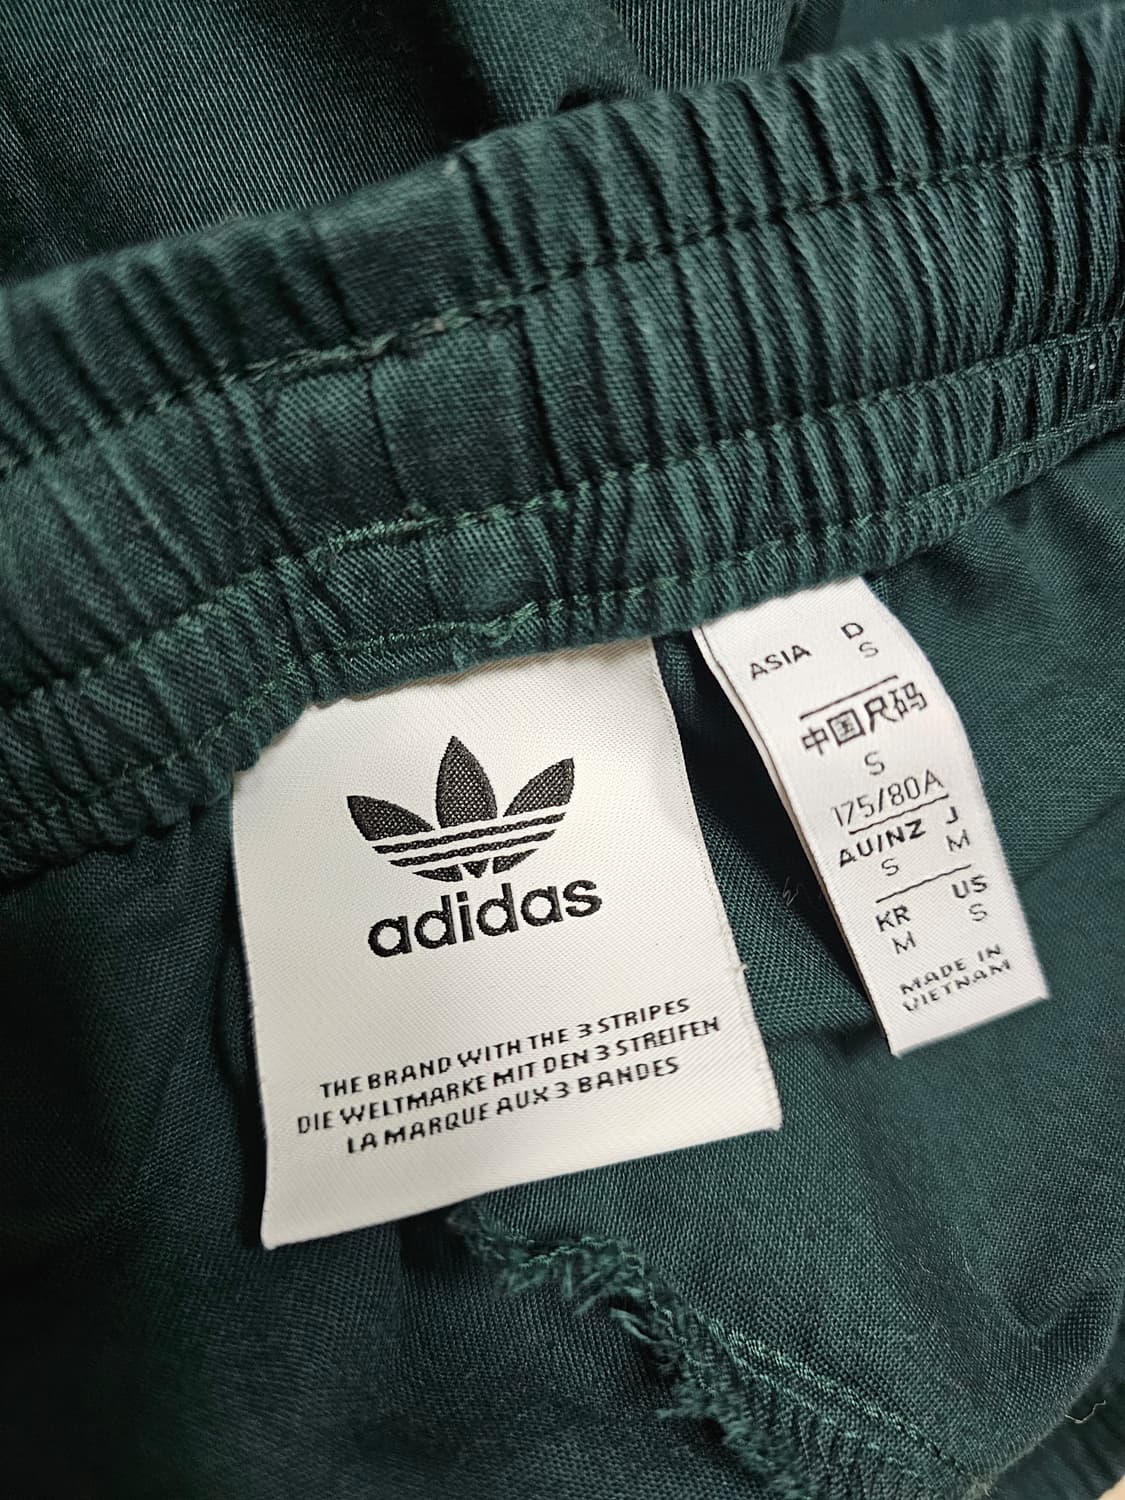 adidas
THE BRAND WITH THE 3 STRIPES
DIE WELTMARKE MIT DEN 3 STREIFEN
LA MARQUE AUX 3 BANDES
ASIA D
S
中国尺码
S
175/80A
AU/NZ J
S M
KR US
M S
MADE IN
VIETNAM